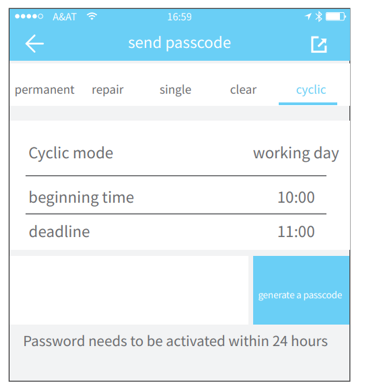 A&AT 16:59
send passcode
permanent repair single clear cyclic
Cyclic mode working day
beginning time 10:00
deadline 11:00
generate a passcode
Password needs to be activated within 24 hours